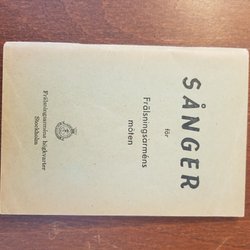 SÅNGER
för
Frälsningsarméns
möten
Frälsningsarméns högkvarter
Stockholm